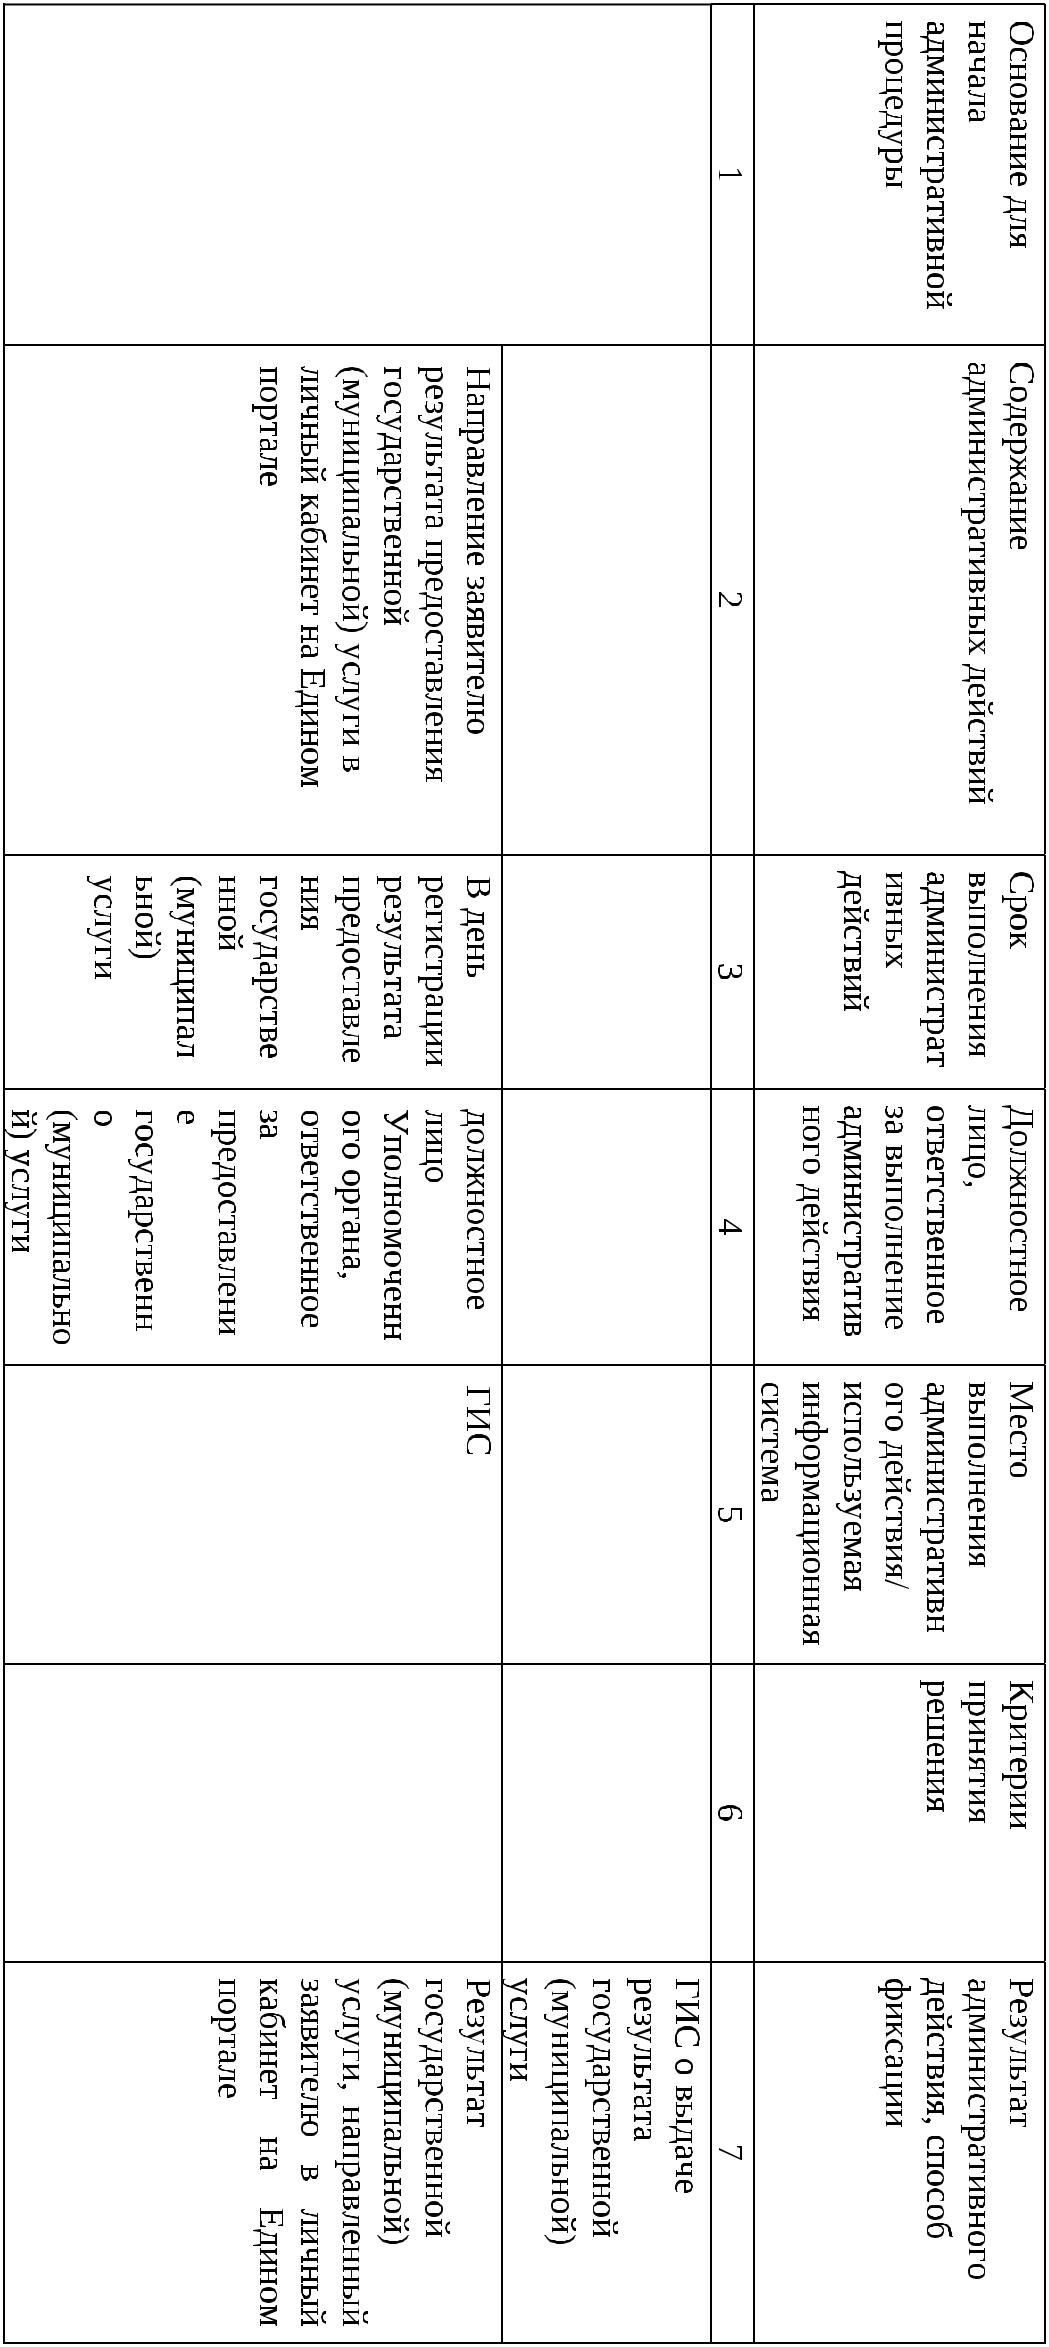 Основание для
начала
административной
процедуры
Содержание
административных действий
Срок
выполнения
администрат
ивных
действий
Должностное
лицо,
ответственное
за выполнение
административ
ного действия
Место
выполнения
административн
ого действия/
используемая
информационная
система
Критерии
принятия
решения
Результат
административного
действия, способ
фиксации
1
2
3
4
5
6
7
ГИС о выдаче
результата
государственной
(муниципальной)
услуги
Направление заявителю
результата предоставления
государственной
(муниципальной) услуги в
личный кабинет на Едином
портале
В день
регистрации
результата
предоставле
ния
государстве
нной
(муниципал
ьной)
услуги
должностное
лицо
Уполномоченн
ого органа,
ответственное
за
предоставлени
е
государственн
о
(муниципально
й) услуги
ГИС
Результат
государственной
(муниципальной)
услуги, направленный
заявителю в личный
кабинет на Едином
портале